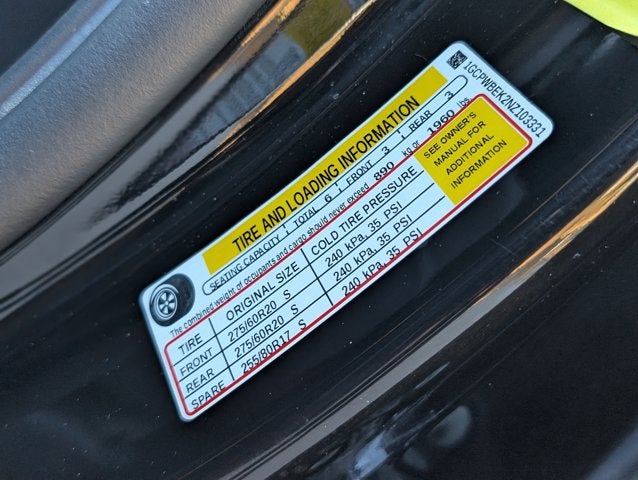 1GCPWBEK2NZ103331
TIRE AND LOADING INFORMATION
SEATING CAPACITY TOTAL 6 FRONT 3 REAR 3
The combined weight of occupants and cargo should never exceed 890 kg or 1960 lbs
TIRE ORIGINAL SIZE COLD TIRE PRESSURE
FRONT 275/60R20 S 240 kPa, 35 PSI
REAR 275/60R20 S 240 kPa, 35 PSI
SPARE 255/80R17 S 240 kPa, 35 PSI
SEE OWNER'S
MANUAL FOR
ADDITIONAL
INFORMATION